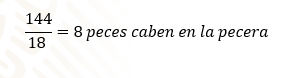 144/18 = 8 peces caben en la pecera